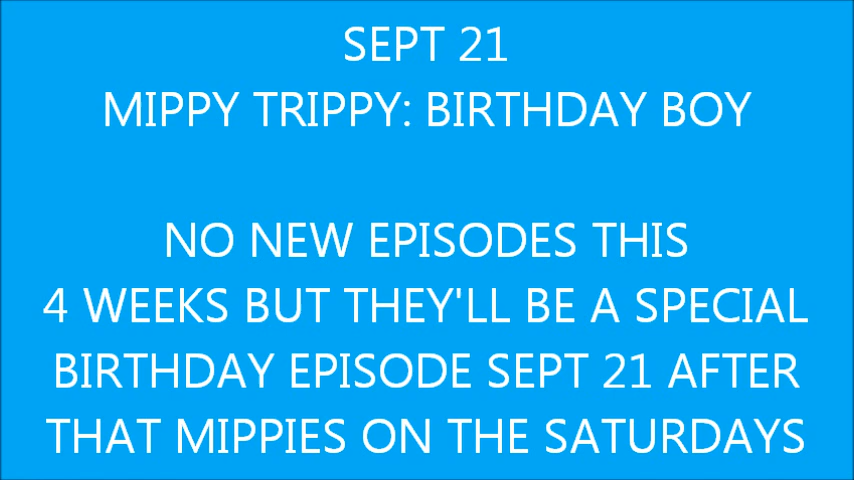 SEPT 21
MIPPY TRIPPY: BIRTHDAY BOY
NO NEW EPISODES THIS
4 WEEKS BUT THEY'LL BE A SPECIAL
BIRTHDAY EPISODE SEPT 21 AFTER
THAT MIPPIES ON THE SATURDAYS